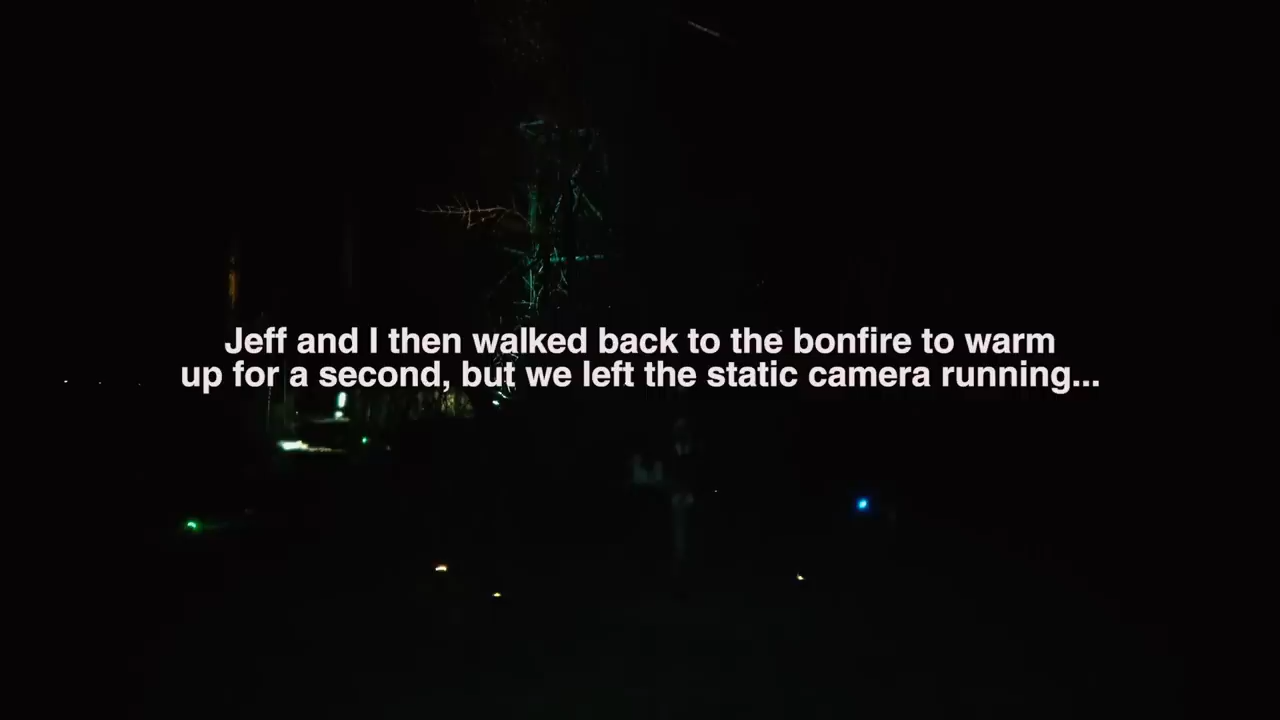 Jeff and I then walked back to the bonfire to warm
up for a second, but we left the static camera running...